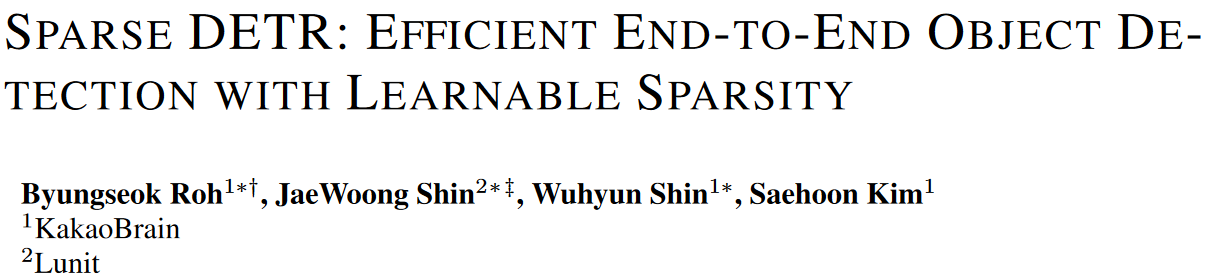 SPARSE DETR: EFFICIENT END-TO-END OBJECT DE-
TECTION WITH LEARNABLE SPARSITY
Byungseok Roh¹*†, JaeWoong Shin²*‡, Wuhyun Shin¹*, Saehoon Kim¹
¹KakaoBrain
²Lunit